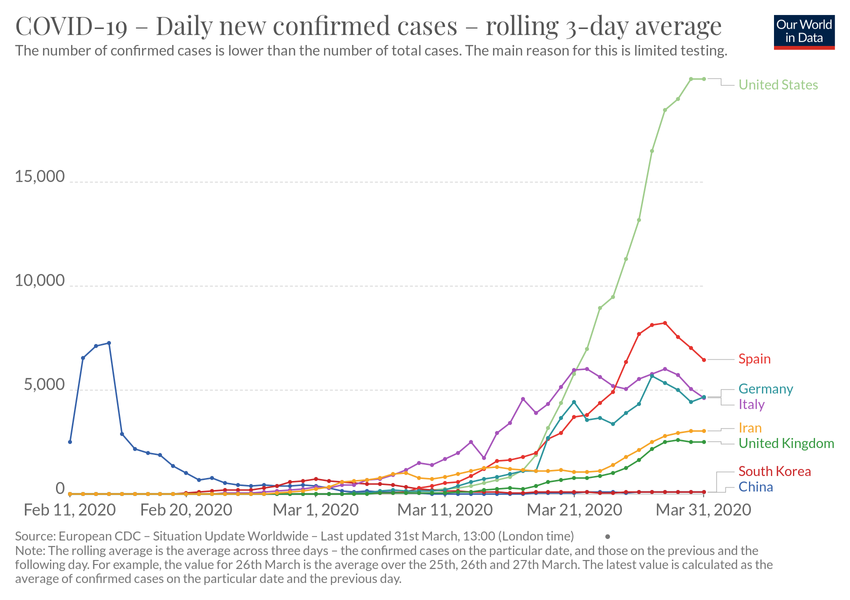 COVID-19 – Daily new confirmed cases – rolling 3-day average
Our World
in Data
The number of confirmed cases is lower than the number of total cases. The main reason for this is limited testing.
United States
15,000
10,000
Spain
5,000
Germany
Italy
Iran
United Kingdom
South Korea
China
0
Feb 11, 2020
Feb 20, 2020
Mar 1, 2020
Mar 11, 2020
Mar 21, 2020
Mar 31, 2020
Source: European CDC – Situation Update Worldwide – Last updated 31st March, 13:00 (London time) •
Note: The rolling average is the average across three days – the confirmed cases on the particular date, and those on the previous and the
following day. For example, the value for 26th March is the average over the 25th, 26th and 27th March. The latest value is calculated as the
average of confirmed cases on the particular date and the previous day.